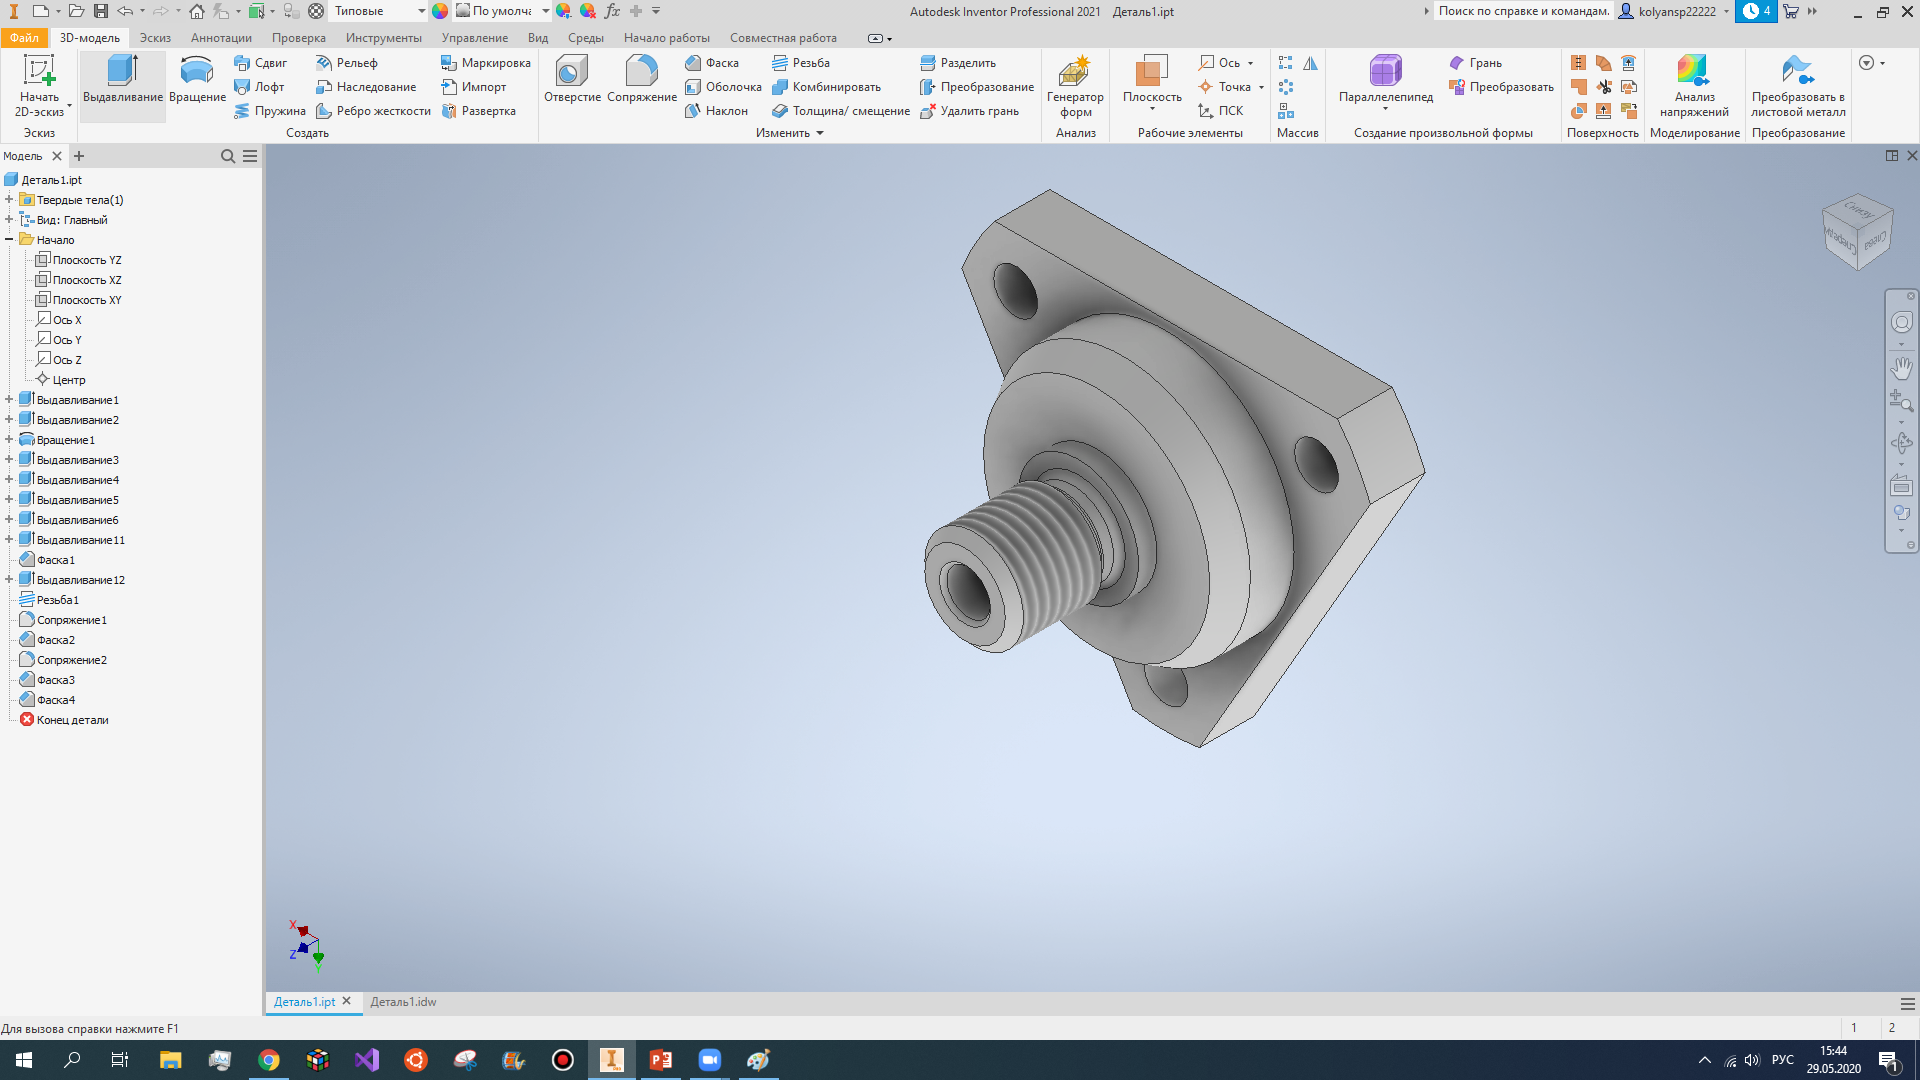 Типовые
По умолча
Autodesk Inventor Professional 2021 Деталь1.ipt
Поиск по справке и командам.
kolyansp22222
4
Файл 3D-модель Эскиз Аннотации Проверка Инструменты Управление Вид Среды Начало работы Совместная работа
Начать
2D-эскиз
Эскиз
Выдавливание
Вращение
Сдвиг
Лофт
Пружина
Рельеф
Наследование
Ребро жесткости
Маркировка
Импорт
Развертка
Создать
Отверстие
Сопряжение
Фаска
Оболочка
Наклон
Резьба
Комбинировать
Толщина/ смещение
Разделить
Преобразование
Удалить грань
Изменить
Генератор
форм
Анализ
Плоскость
Ось
Точка
ПСК
Рабочие элементы
Массив
Параллелепипед
Грань
Преобразовать
Создание произвольной формы
Поверхность
Анализ
напряжений
Моделирование
Преобразовать в
листовой металл
Преобразование
Модель
Деталь1.ipt
Твердые тела(1)
Вид: Главный
Начало
Плоскость YZ
Плоскость XZ
Плоскость XY
Ось X
Ось Y
Ось Z
Центр
Выдавливание1
Выдавливание2
Вращение1
Выдавливание3
Выдавливание4
Выдавливание5
Выдавливание6
Выдавливание11
Фаска1
Выдавливание12
Резьба1
Сопряжение1
Фаска2
Сопряжение2
Фаска3
Фаска4
Конец детали
Снизу
Спереди
Слева
X
Z
Y
Деталь1.ipt
Деталь1.idw
Для вызова справки нажмите F1
1 2
РУС
15:44
29.05.2020
1